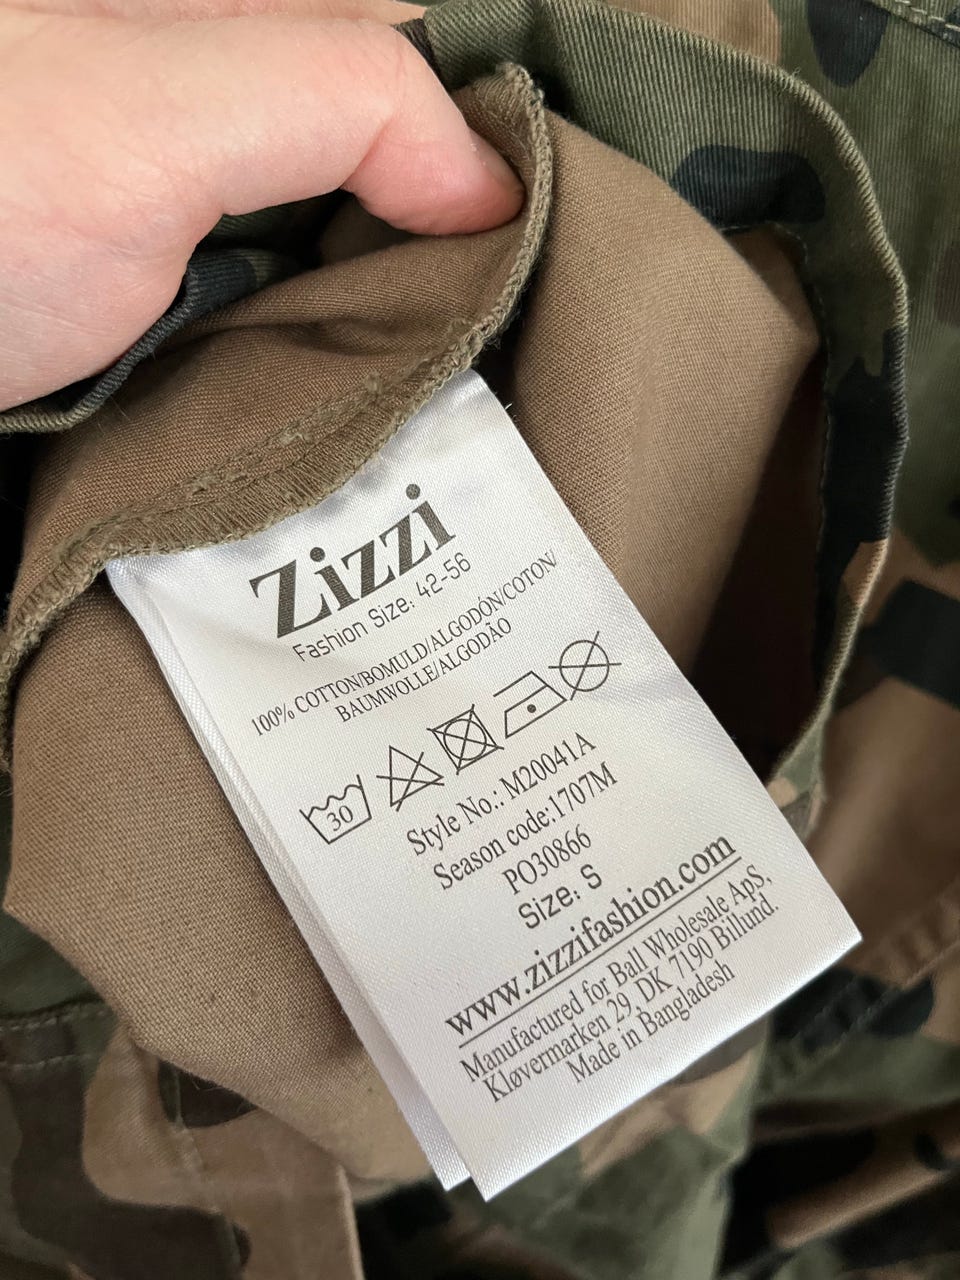 Zizzi
Fashion Size: 42-56
100% COTTON/BOMULD/ALGODÓN/COTON/
BAUMWOLLE/ALGODÃO
30
Style No.: M20041A
Season code:1707M
PO30866
Size: S
www.zizzifashion.com
Manufactured for Ball Wholesale ApS,
Kløvermarken 29, DK 7190 Billund.
Made in Bangladesh